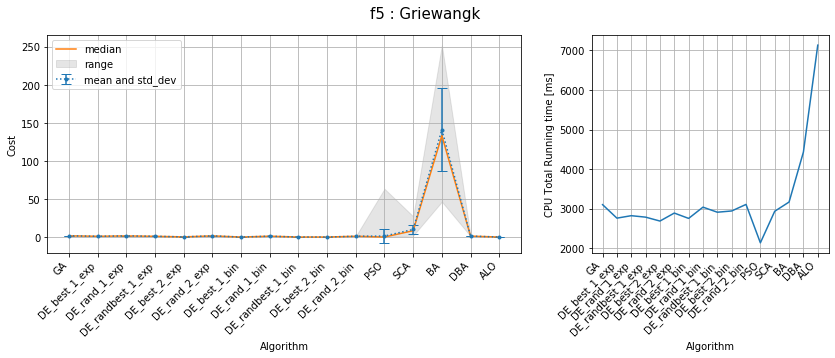 f5 : Griewangk
median
range
mean and std_dev
250
200
150
100
50
0
Cost
GA
DE_best_1_exp
DE_rand_1_exp
DE_randbest_1_exp
DE_best_2_exp
DE_rand_2_exp
DE_best_1_bin
DE_rand_1_bin
DE_randbest_1_bin
DE_best_2_bin
DE_rand_2_bin
PSO
SCA
BA
DBA
ALO
Algorithm
7000
6000
5000
4000
3000
2000
CPU Total Running time [ms]
GA
DE_best_1_exp
DE_rand_1_exp
DE_randbest_1_exp
DE_best_2_exp
DE_rand_2_exp
DE_best_1_bin
DE_rand_1_bin
DE_randbest_1_bin
DE_best_2_bin
DE_rand_2_bin
PSO
SCA
BA
DBA
ALO
Algorithm